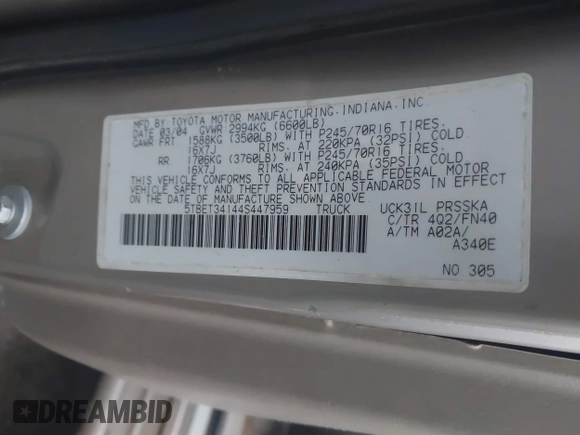 MFD.BY:TOYOTA MOTOR MANUFACTURING.INDIANA.INC
DATE 03/04 GVWR 2994KG (6600LB)
GAWR FRT 1588KG (3500LB) WITH P245/70R16 TIRES.
16X7J RIMS. AT 220KPA (32PSI) COLD
RR 1706KG (3760LB) WITH P245/70R16 TIRES.
16X7J RIMS. AT 240KPA (35PSI) COLD
THIS VEHICLE CONFORMS TO ALL APPLICABLE FEDERAL MOTOR
VEHICLE SAFETY AND THEFT PREVENTION STANDARDS IN EFFECT
ON THE DATE OF MANUFACTURE SHOWN ABOVE.
5TBET34144S447959 TRUCK
UCK31L PRSSKA
C/TR 4Q2/FN40
A/TM A02A/
A340E
NO 305
DREAMBID